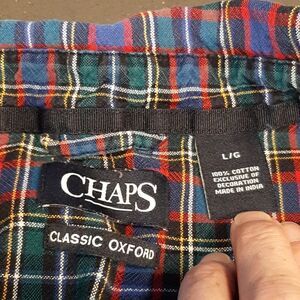 CHAPS
CLASSIC OXFORD
L/G
100% COTTON
EXCLUSIVE OF
DECORATION
MADE IN INDIA